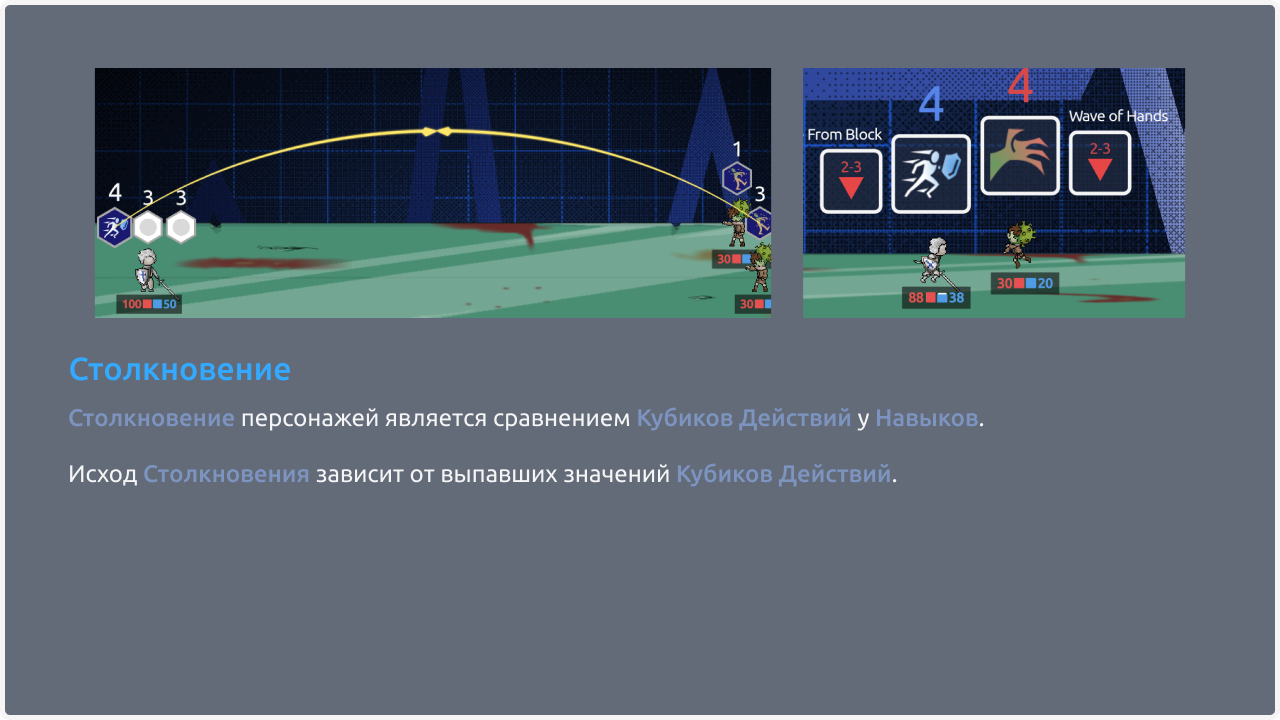 4 3 3
1
3
100 50
30
30
4 4
From Block
Wave of Hands
2-3
2-3
88 38
30 20
Столкновение
Столкновение персонажей является сравнением Кубиков Действий у Навыков.
Исход Столкновения зависит от выпавших значений Кубиков Действий.